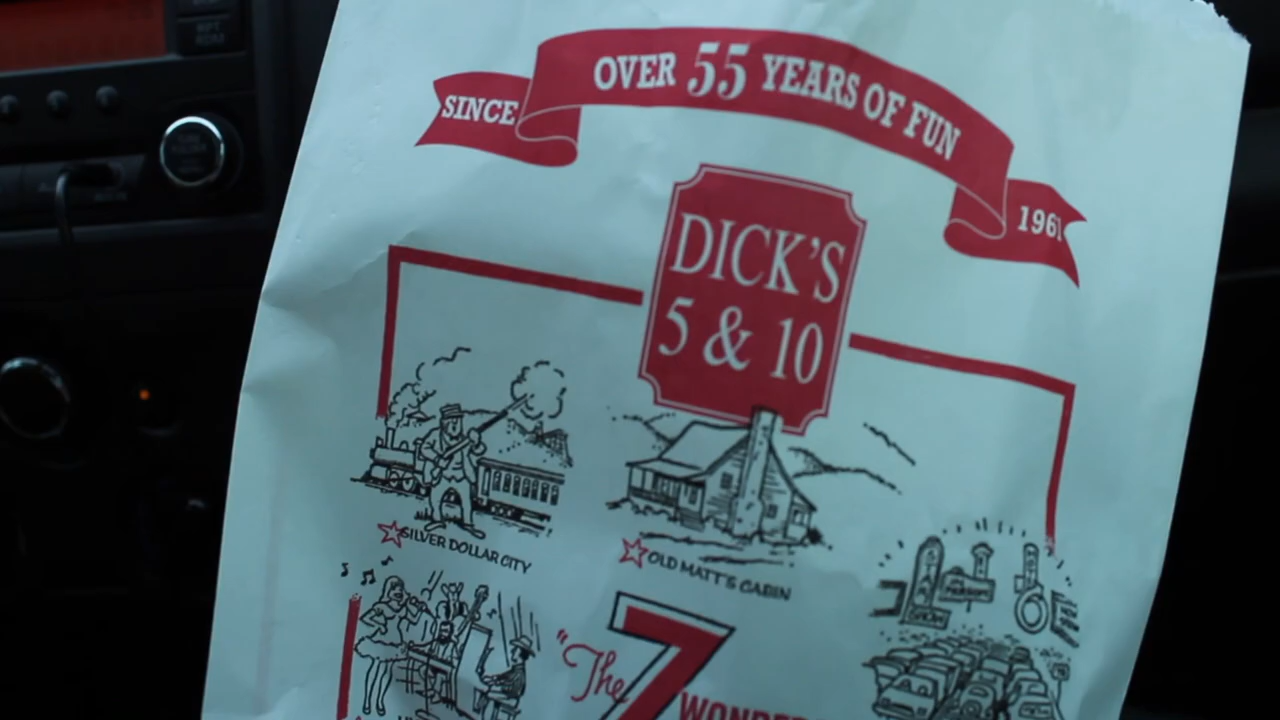 OVER 55 YEARS OF FUN
SINCE
1961
DICK'S
5 & 10
SILVER DOLLAR CITY
OLD MATT'S CABIN
"The 7